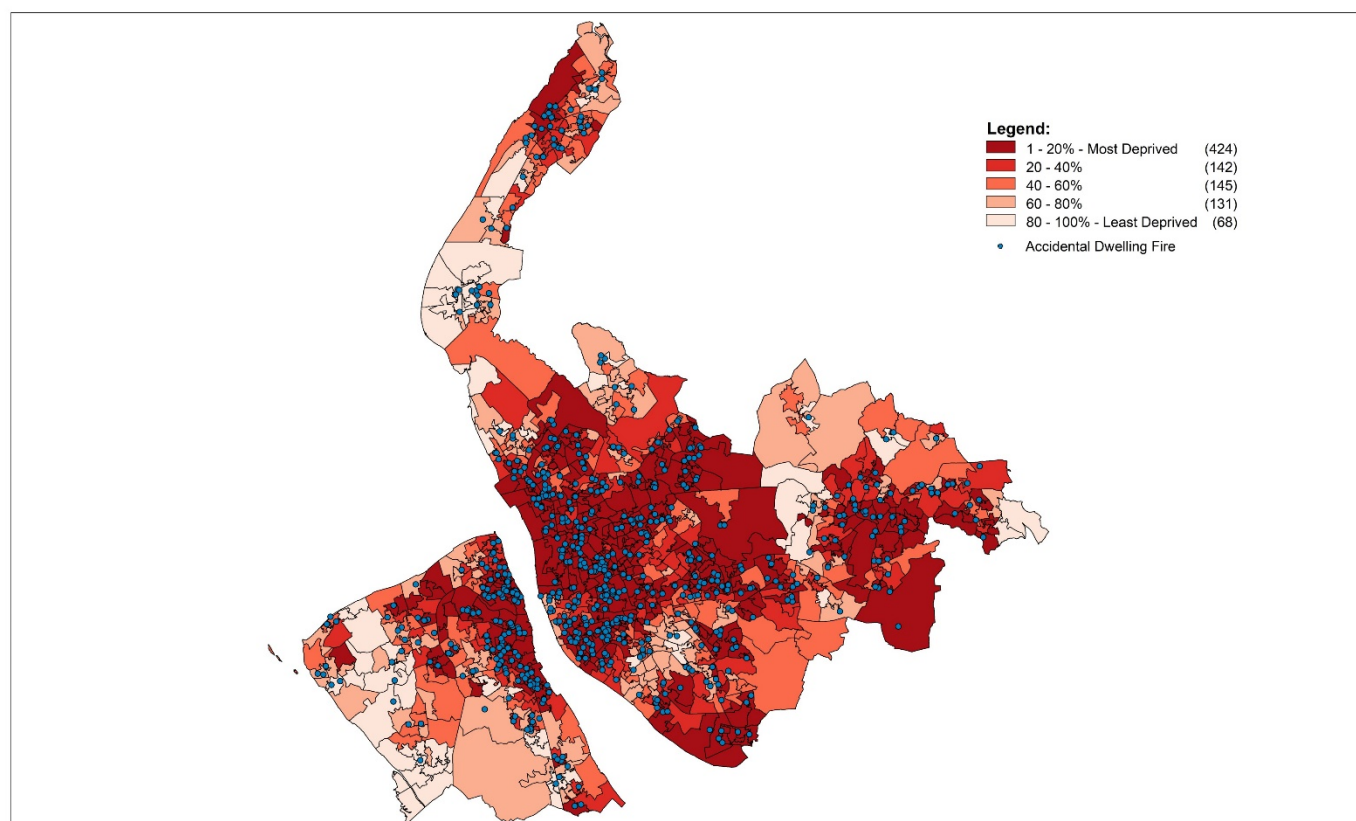 Legend:
1 - 20% - Most Deprived (424)
20 - 40% (142)
40 - 60% (145)
60 - 80% (131)
80 - 100% - Least Deprived (68)
Accidental Dwelling Fire